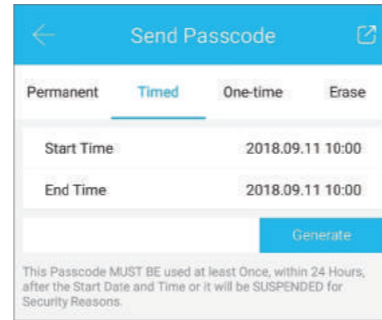 Send Passcode
Permanent Timed One-time Erase
Start Time 2018.09.11 10:00
End Time 2018.09.11 10:00
Generate
This Passcode MUST BE used at least Once, within 24 Hours,
after the Start Date and Time or it will be SUSPENDED for
Security Reasons.